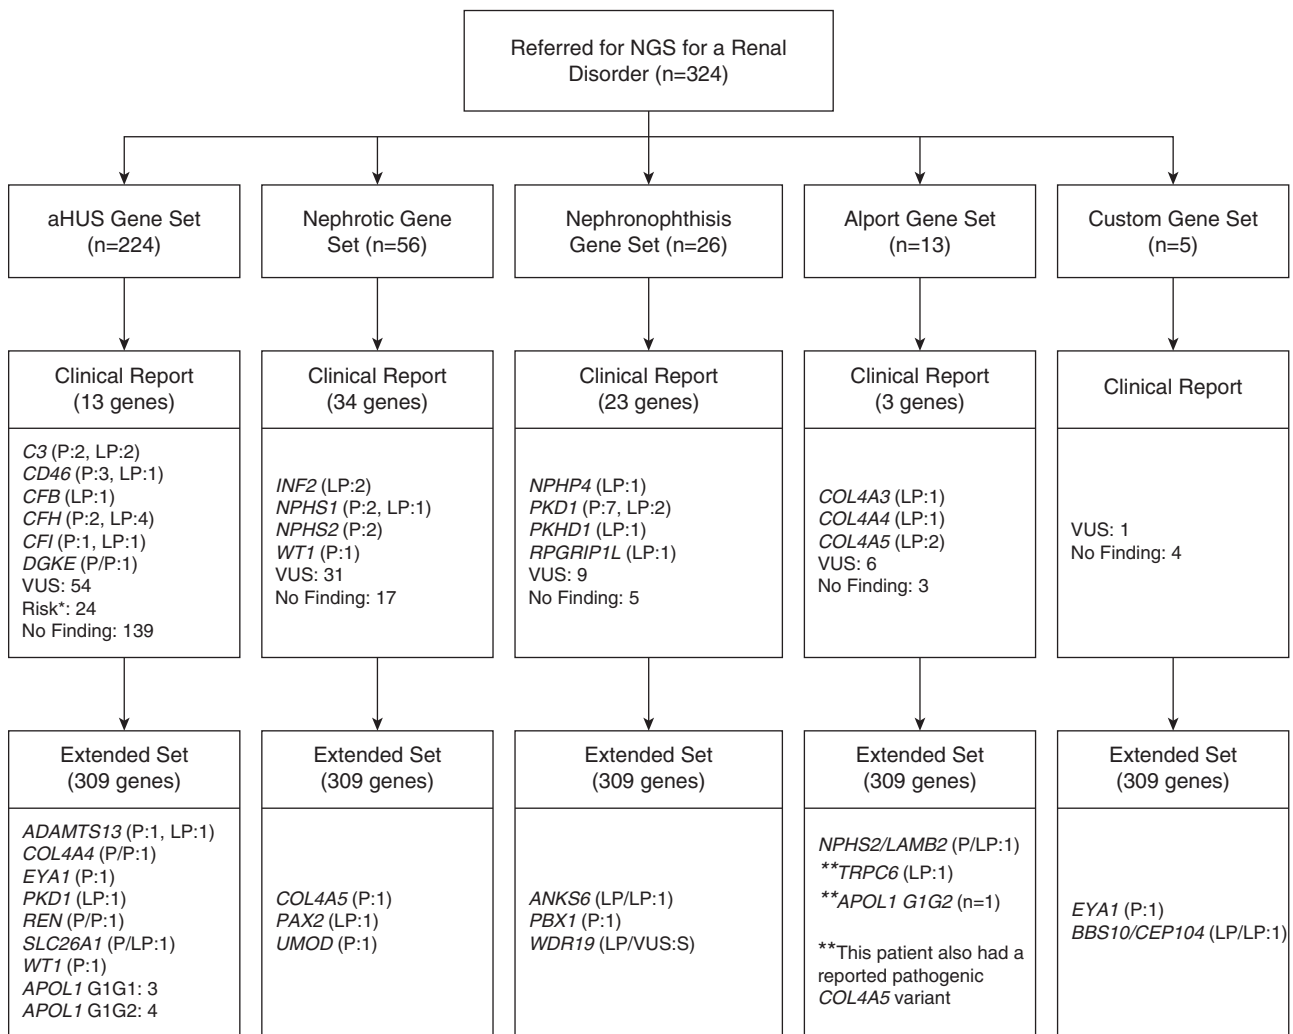 Referred for NGS for a Renal
Disorder (n=324)
aHUS Gene Set
(n=224)
Nephrotic Gene
Set (n=56)
Nephronophthisis
Gene Set (n=26)
Alport Gene Set
(n=13)
Custom Gene Set
(n=5)
Clinical Report
(13 genes)
C3 (P:2, LP:2)
CD46 (P:3, LP:1)
CFB (LP:1)
CFH (P:2, LP:4)
CFI (P:1, LP:1)
DGKE (P/P:1)
VUS: 54
Risk*: 24
No Finding: 139
Clinical Report
(34 genes)
INF2 (LP:2)
NPHS1 (P:2, LP:1)
NPHS2 (P:2)
WT1 (P:1)
VUS: 31
No Finding: 17
Clinical Report
(23 genes)
NPHP4 (LP:1)
PKD1 (P:7, LP:2)
PKHD1 (LP:1)
RPGRIP1L (LP:1)
VUS: 9
No Finding: 5
Clinical Report
(3 genes)
COL4A3 (LP:1)
COL4A4 (LP:1)
COL4A5 (LP:2)
VUS: 6
No Finding: 3
Clinical Report
VUS: 1
No Finding: 4
Extended Set
(309 genes)
ADAMTS13 (P:1, LP:1)
COL4A4 (P/P:1)
EYA1 (P:1)
PKD1 (LP:1)
REN (P/P:1)
SLC26A1 (P/LP:1)
WT1 (P:1)
APOL1 G1G1: 3
APOL1 G1G2: 4
Extended Set
(309 genes)
COL4A5 (P:1)
PAX2 (LP:1)
UMOD (P:1)
Extended Set
(309 genes)
ANKS6 (LP/LP:1)
PBX1 (P:1)
WDR19 (LP/VUS:S)
Extended Set
(309 genes)
NPHS2/LAMB2 (P/LP:1)
**TRPC6 (LP:1)
**APOL1 G1G2 (n=1)
**This patient also had a
reported pathogenic
COL4A5 variant
Extended Set
(309 genes)
EYA1 (P:1)
BBS10/CEP104 (LP/LP:1)